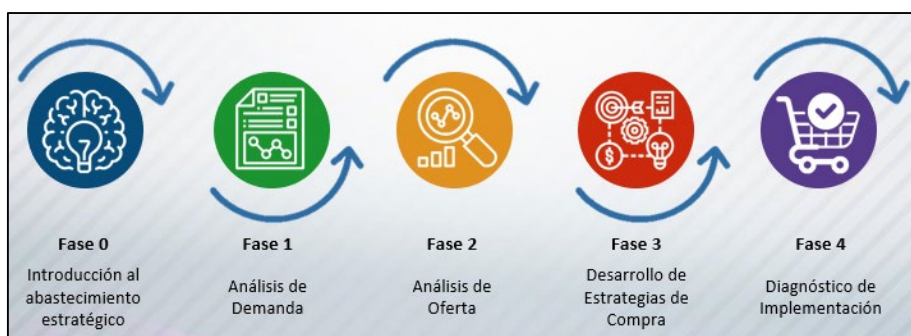 Fase 0
Introducción al
abastecimiento
estratégico
Fase 1
Análisis de
Demanda
Fase 2
Análisis de
Oferta
Fase 3
Desarrollo de
Estrategias de
Compra
Fase 4
Diagnóstico de
Implementación
$